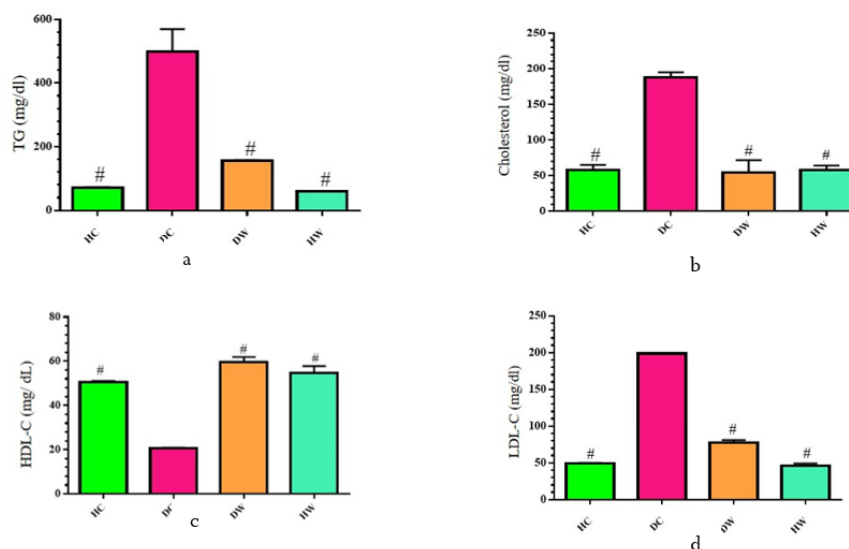 TG (mg/dl)
600
400
200
0
#
#
#
HC
DC
DW
HW
a
Cholesterol (mg/dl)
250
200
150
100
50
0
#
#
#
HC
DC
DW
HW
b
HDL-C (mg/ dL)
80
60
40
20
0
#
#
#
HC
DC
DW
HW
c
LDL-C (mg/dl)
250
200
150
100
50
0
#
#
#
HC
DC
DW
HW
d